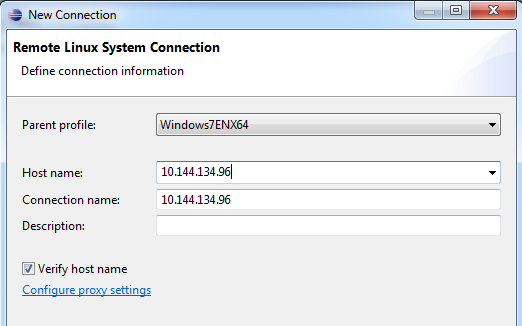 New Connection
Remote Linux System Connection
Define connection information
Parent profile: Windows7ENX64
Host name: 10.144.134.96
Connection name: 10.144.134.96
Description:
Verify host name
Configure proxy settings